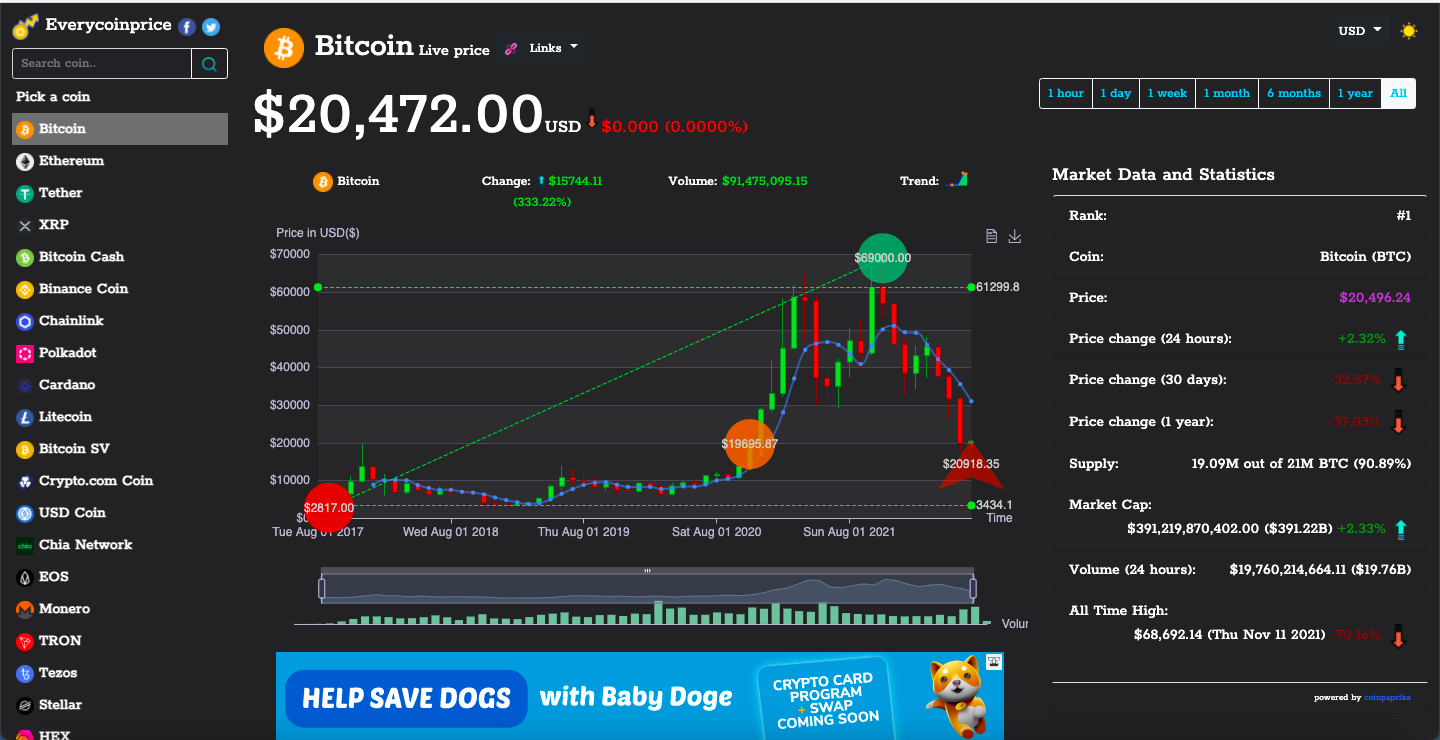 Everycoinprice
Search coin..
Pick a coin
Bitcoin
Ethereum
Tether
XRP
Bitcoin Cash
Binance Coin
Chainlink
Polkadot
Cardano
Litecoin
Bitcoin SV
Crypto.com Coin
USD Coin
Chia Network
EOS
Monero
TRON
Tezos
Stellar
HEX
Bitcoin Live price Links
USD
$20,472.00 USD $0.000 (0.0000%)
1 hour 1 day 1 week 1 month 6 months 1 year All
Bitcoin Change: $15744.11 Volume: $91,475,095.15 Trend:
(333.22%)
Price in USD($)
$70000
$60000
$50000
$40000
$30000
$20000
$10000
$0
$69000.00
61299.8
$19695.87
$20918.35
$2817.00
3434.1
Time
Tue Aug 01 2017 Wed Aug 01 2018 Thu Aug 01 2019 Sat Aug 01 2020 Sun Aug 01 2021
Volur
HELP SAVE DOGS with Baby Doge
CRYPTO CARD
PROGRAM
+ SWAP
COMING SOON
Market Data and Statistics
Rank: #1
Coin: Bitcoin (BTC)
Price: $20,496.24
Price change (24 hours): +2.32%
Price change (30 days): -32.57%
Price change (1 year): -37.03%
Supply: 19.09M out of 21M BTC (90.89%)
Market Cap:
$391,219,870,402.00 ($391.22B) +2.33%
Volume (24 hours): $19,760,214,664.11 ($19.76B)
All Time High:
$68,692.14 (Thu Nov 11 2021) -70.16%
powered by coinpaprika